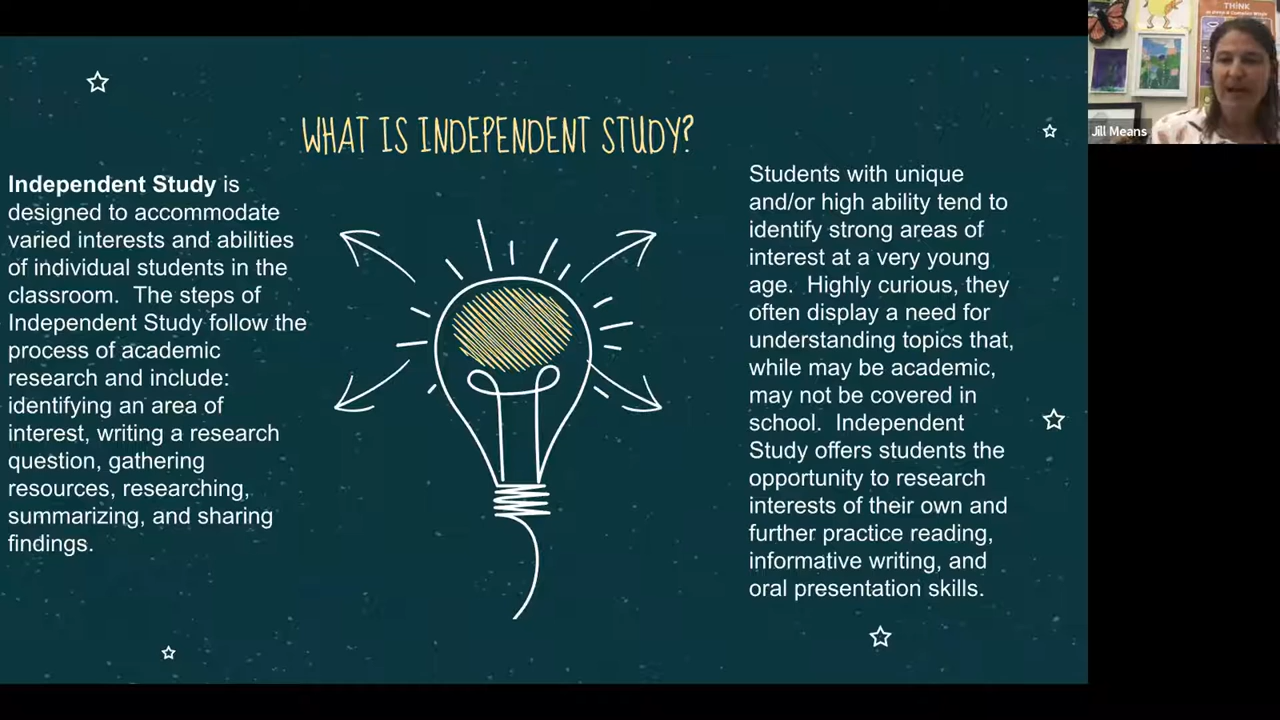 WHAT IS INDEPENDENT STUDY?
Independent Study is
designed to accommodate
varied interests and abilities
of individual students in the
classroom. The steps of
Independent Study follow the
process of academic
research and include:
identifying an area of
interest, writing a research
question, gathering
resources, researching,
summarizing, and sharing
findings.
Students with unique
and/or high ability tend to
identify strong areas of
interest at a very young
age. Highly curious, they
often display a need for
understanding topics that,
while may be academic,
may not be covered in
school. Independent
Study offers students the
opportunity to research
interests of their own and
further practice reading,
informative writing, and
oral presentation skills.
THINK
Jill Means